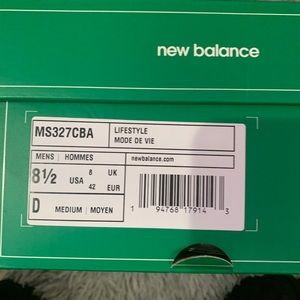 new balance
MS327CBA
LIFESTYLE
MODE DE VIE
MENS | HOMMES
newbalance.com
8½ USA 8 UK
42 EUR
D MEDIUM | MOYEN
1 94768 17914 3